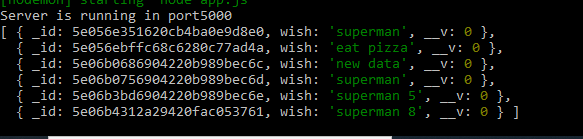 [nodemon] starting `node app.js`
Server is running in port5000
[ { _id: 5e056e351620cb4ba0e9d8e0, wish: 'superman', __v: 0 },
  { _id: 5e056ebffc68c6280c77ad4a, wish: 'eat pizza', __v: 0 },
  { _id: 5e06b0686904220b989bec6c, wish: 'new data', __v: 0 },
  { _id: 5e06b0756904220b989bec6d, wish: 'superman', __v: 0 },
  { _id: 5e06b3bd6904220b989bec6e, wish: 'superman 5', __v: 0 },
  { _id: 5e06b4312a29420fac053761, wish: 'superman 8', __v: 0 } ]